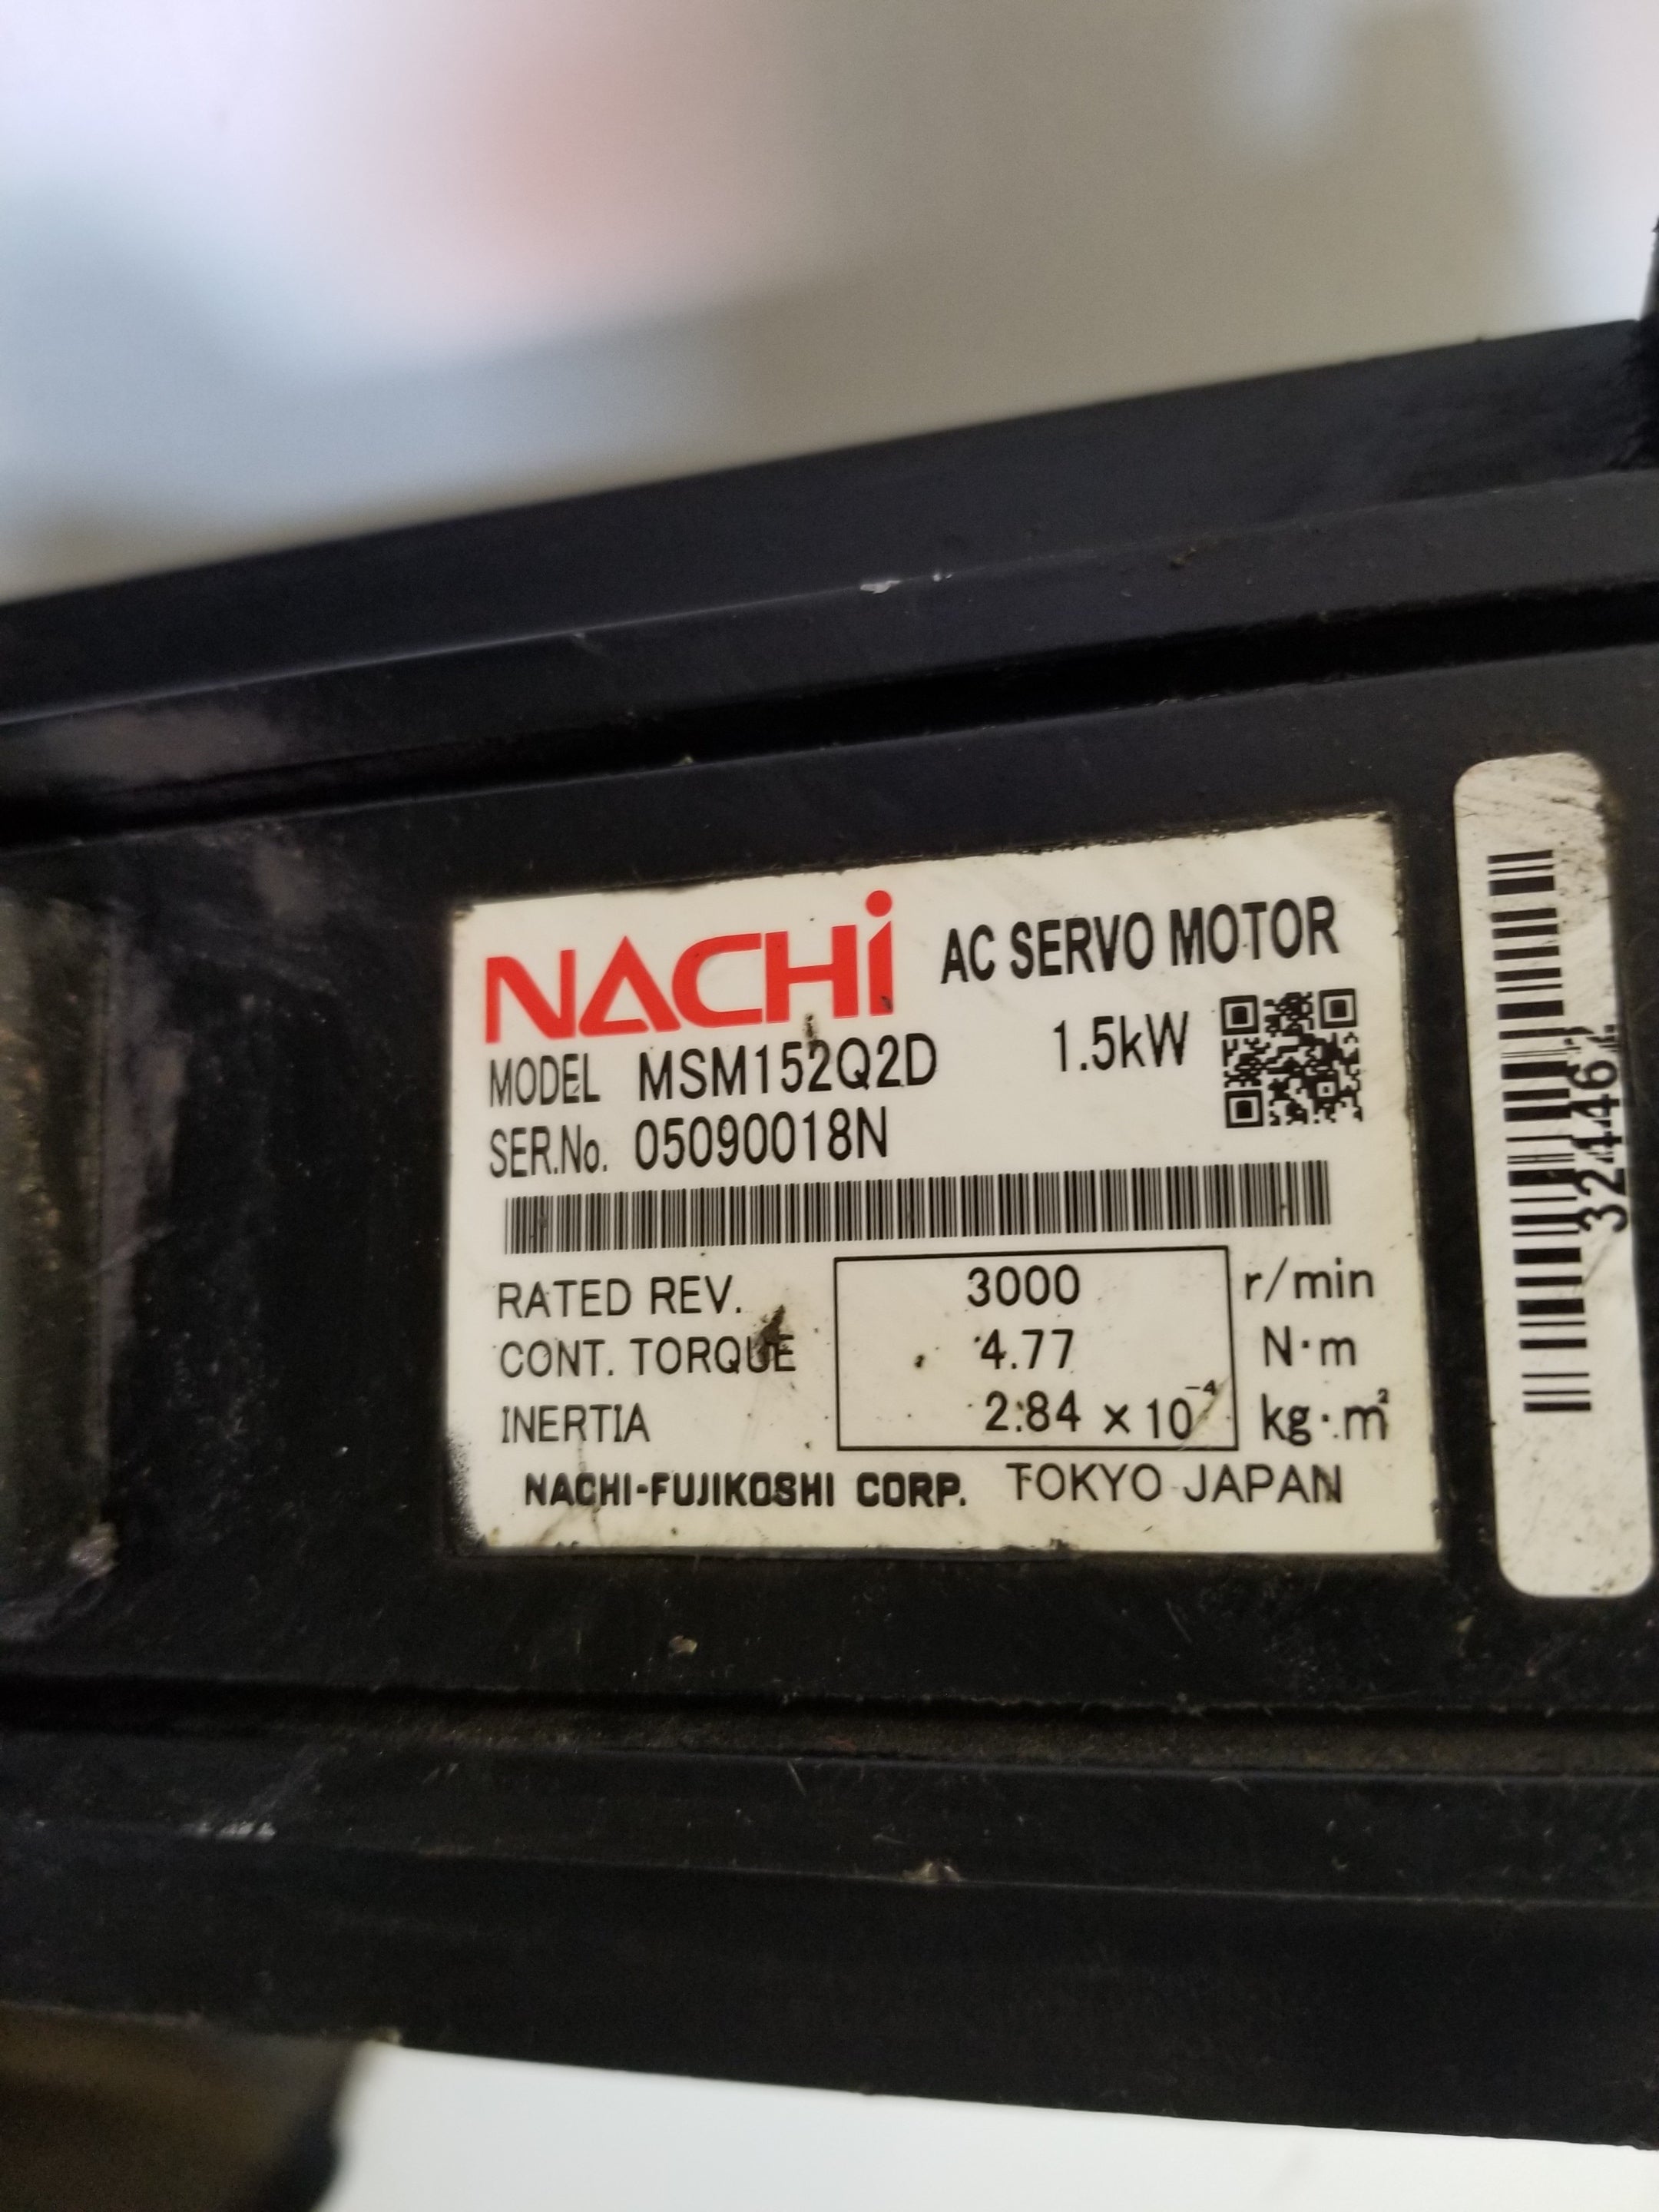 NACHi AC SERVO MOTOR
MODEL MSM152Q2D 1.5kW
SER.No. 05090018N
RATED REV. 3000 r/min
CONT. TORQUE 4.77 N·m
INERTIA 2.84 × 10⁻⁴ kg·m²
NACHI-FUJIKOSHI CORP. TOKYO JAPAN
324467